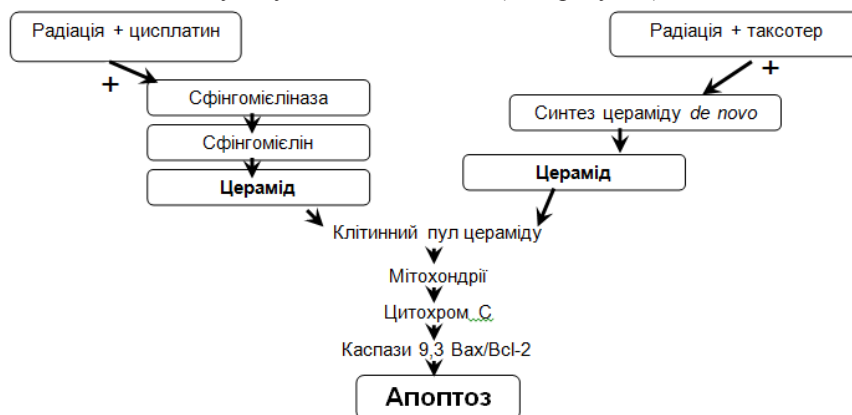 Радіація + цисплатин
Радіація + таксотер
+
+
Сфінгомієліназа
Синтез цераміду de novo
Сфінгомієлін
Церамід
Церамід
Клітинний пул цераміду
Мітохондрії
Цитохром С
Каспази 9,3 Bax/Bcl-2
Апоптоз